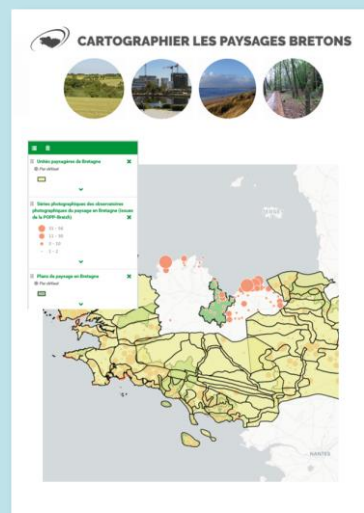 CARTOGRAPHIER LES PAYSAGES BRETONS
Unités paysagères de Bretagne
Par défaut
Séries photographiques des observatoires
photographiques du paysage en Bretagne (issues
de la POPP-Breizh)
Plans de paysage en Bretagne
Par défaut
NANTES